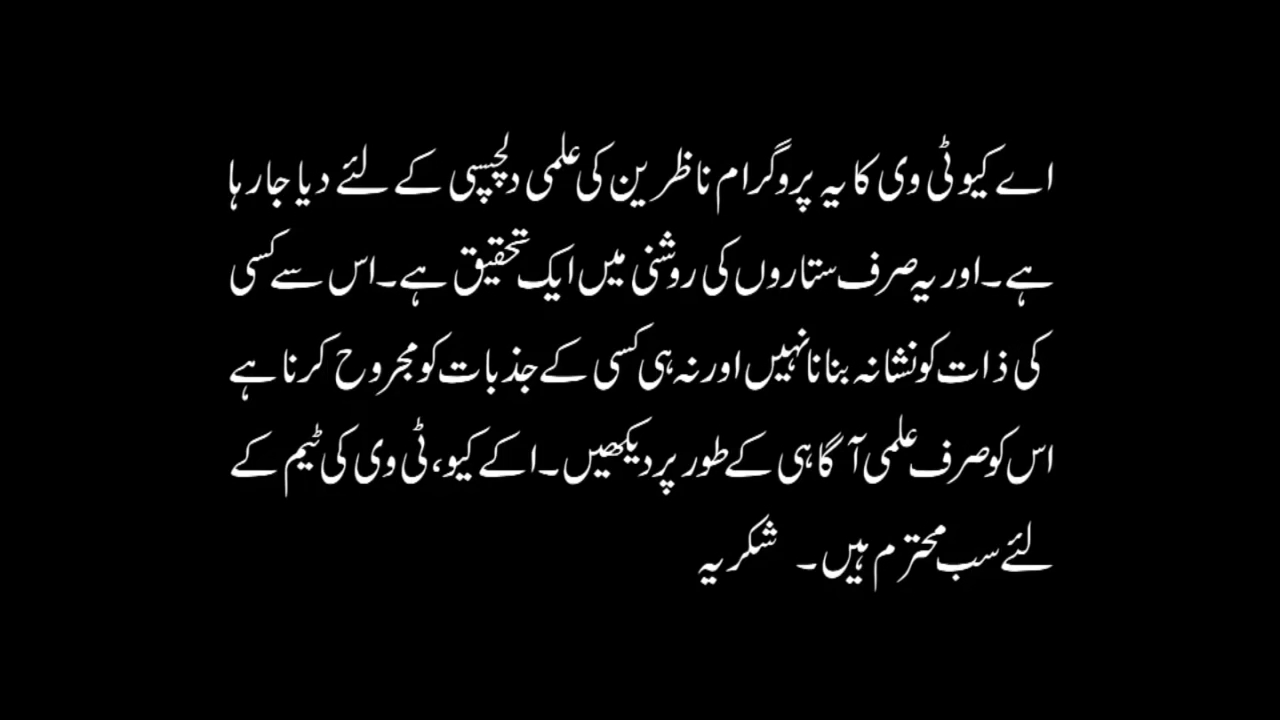 اے کیو ٹی وی کا یہ پروگرام ناظرین کی علمی دلچسپی کے لئے دیا جا رہا
ہے۔ اور یہ صرف ستاروں کی روشنی میں ایک تحقیق ہے۔ اس سے کسی
کی ذات کو نشانہ بنانا نہیں اور نہ ہی کسی کے جذبات کو مجروح کرنا ہے
اس کو صرف علمی آگاہی کے طور پر دیکھیں۔ اکے کیو، ٹی وی کی ٹیم کے
لئے سب محترم ہیں۔ شکریہ